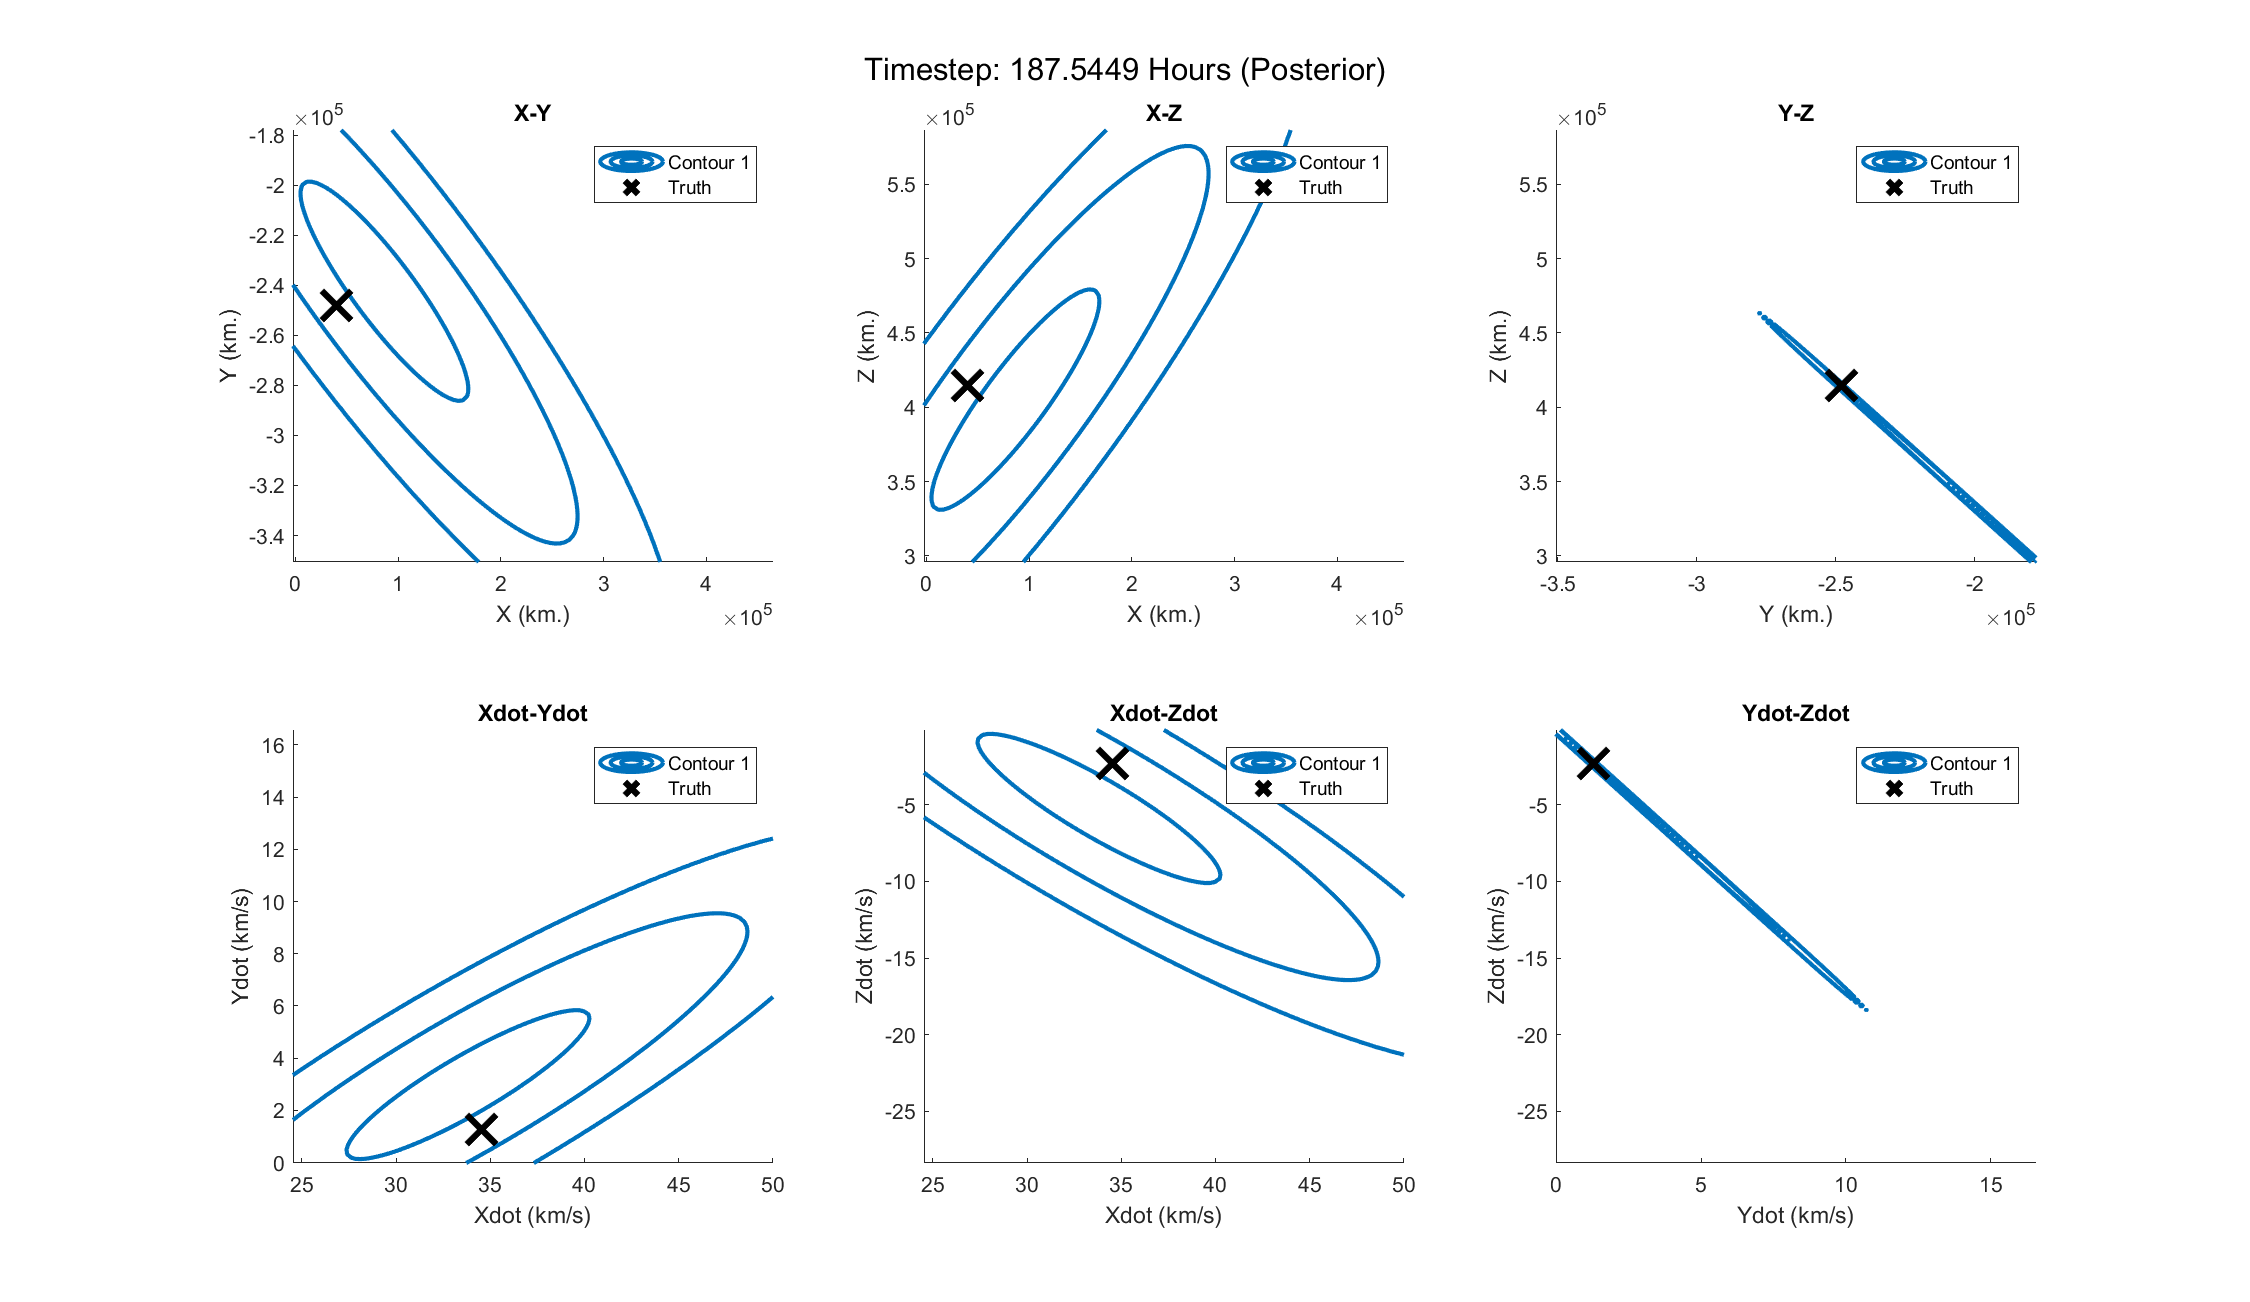 Timestep: 187.5449 Hours (Posterior)
X-Y
×10^5
-1.8
-2
-2.2
-2.4
-2.6
-2.8
-3
-3.2
-3.4
Y (km.)
0 1 2 3 4
X (km.)
×10^5
Contour 1
Truth
X-Z
×10^5
5.5
5
4.5
4
3.5
3
Z (km.)
0 1 2 3 4
X (km.)
×10^5
Contour 1
Truth
Y-Z
×10^5
5.5
5
4.5
4
3.5
3
Z (km.)
-3.5 -3 -2.5 -2
Y (km.)
×10^5
Contour 1
Truth
Xdot-Ydot
16
14
12
10
8
6
4
2
0
Ydot (km/s)
25 30 35 40 45 50
Xdot (km/s)
Contour 1
Truth
Xdot-Zdot
-5
-10
-15
-20
-25
Zdot (km/s)
25 30 35 40 45 50
Xdot (km/s)
Contour 1
Truth
Ydot-Zdot
-5
-10
-15
-20
-25
Zdot (km/s)
0 5 10 15
Ydot (km/s)
Contour 1
Truth